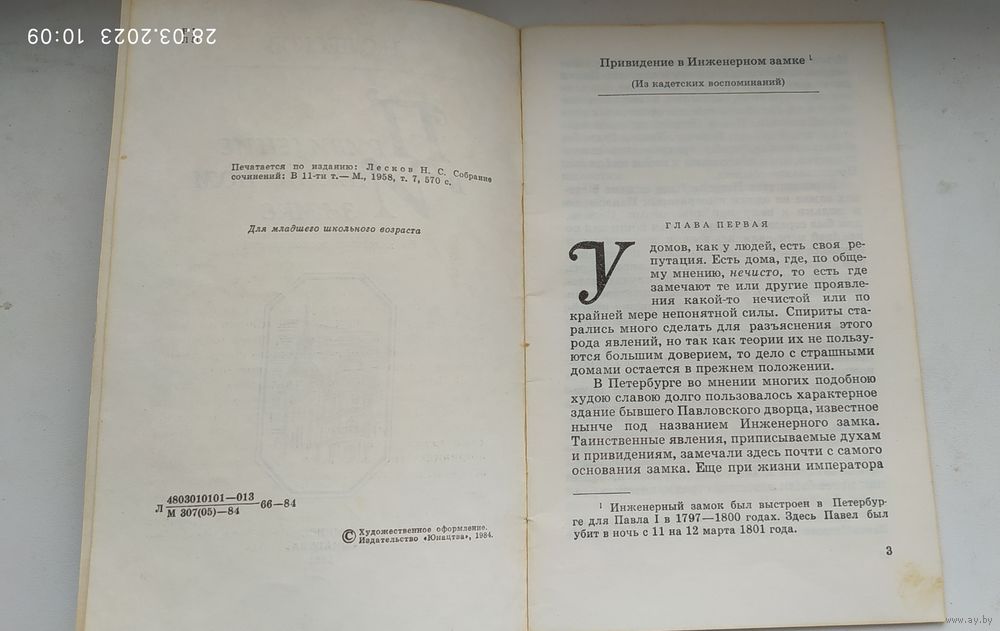 28.03.2023 10:09
Печатается по изданию: Лесков Н. С. Собрание
сочинений: В 11-ти т.— М., 1958, т. 7, 570 с.
Для младшего школьного возраста
Л 4803010101—013 66—84
М 307(05)—84
© Художественное оформление.
Издательство «Юнацтва», 1984.
Привидение в Инженерном замке ¹
(Из кадетских воспоминаний)
ГЛАВА ПЕРВАЯ
У домов, как у людей, есть своя ре-
путация. Есть дома, где, по обще-
му мнению, нечисто, то есть где
замечают те или другие проявле-
ния какой-то нечистой или по
крайней мере непонятной силы. Спириты ста-
рались много сделать для разъяснения этого
рода явлений, но так как теории их не пользу-
ются большим доверием, то дело с страшными
домами остается в прежнем положении.
В Петербурге во мнении многих подобною
худою славою долго пользовалось характерное
здание бывшего Павловского дворца, известное
нынче под названием Инженерного замка.
Таинственные явления, приписываемые духам
и привидениям, замечали здесь почти с самого
основания замка. Еще при жизни императора
¹ Инженерный замок был выстроен в Петербур-
ге для Павла I в 1797—1800 годах. Здесь Павел был
убит в ночь с 11 на 12 марта 1801 года.
3
www.ay.by